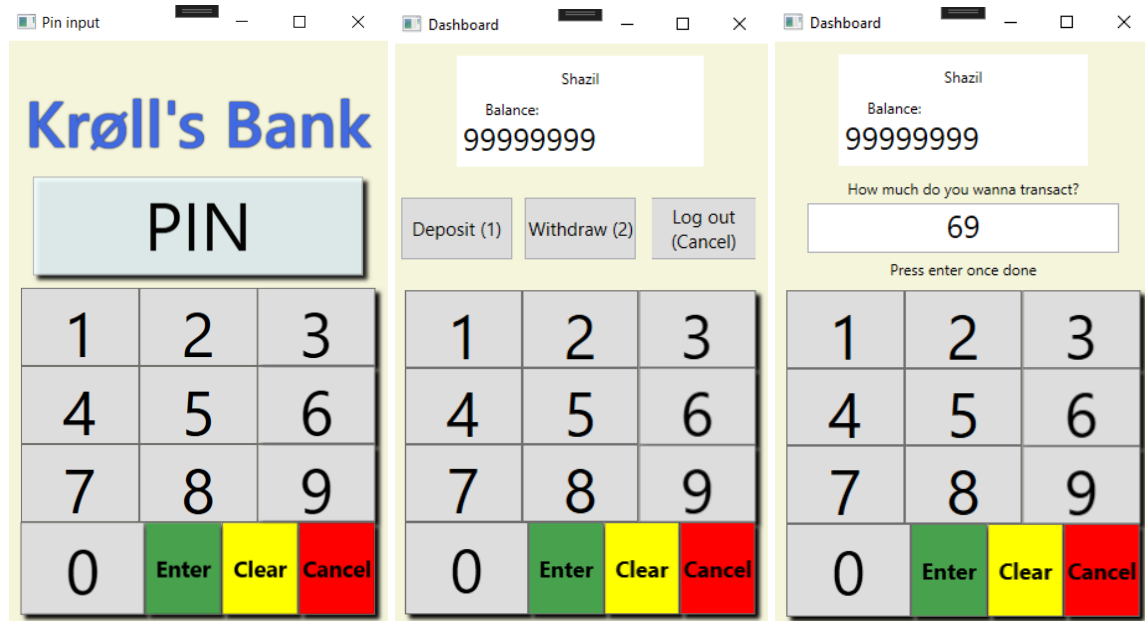 Pin input
Krøll's Bank
PIN
1 2 3
4 5 6
7 8 9
0 Enter Clear Cancel
Dashboard
Shazil
Balance:
99999999
Deposit (1) Withdraw (2) Log out
(Cancel)
1 2 3
4 5 6
7 8 9
0 Enter Clear Cancel
Dashboard
Shazil
Balance:
99999999
How much do you wanna transact?
69
Press enter once done
1 2 3
4 5 6
7 8 9
0 Enter Clear Cancel